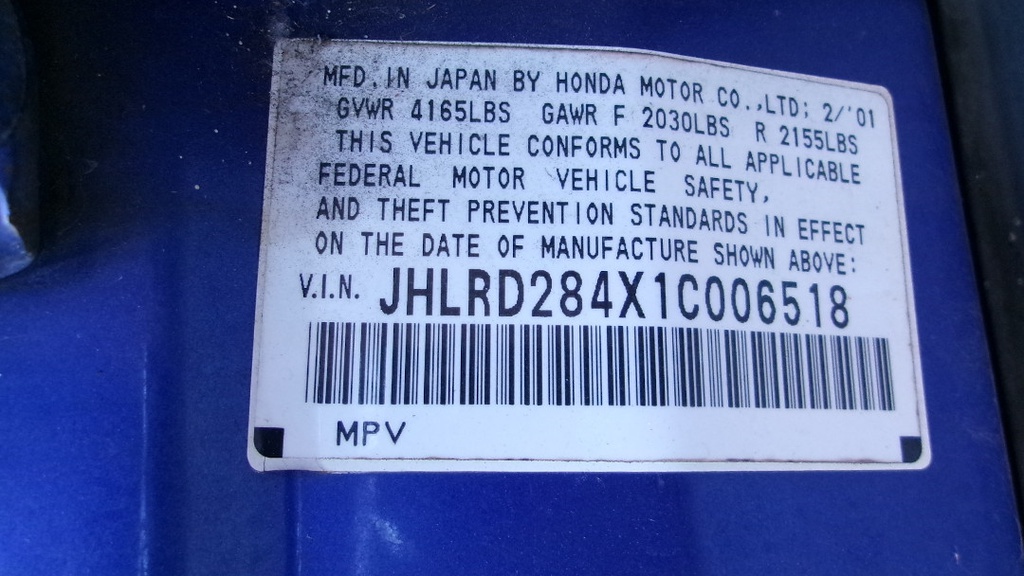 MFD. IN JAPAN BY HONDA MOTOR CO.,LTD; 2/'01
GVWR 4165LBS GAWR F 2030LBS R 2155LBS
THIS VEHICLE CONFORMS TO ALL APPLICABLE
FEDERAL MOTOR VEHICLE SAFETY,
AND THEFT PREVENTION STANDARDS IN EFFECT
ON THE DATE OF MANUFACTURE SHOWN ABOVE:
V.I.N. JHLRD284X1C006518
MPV